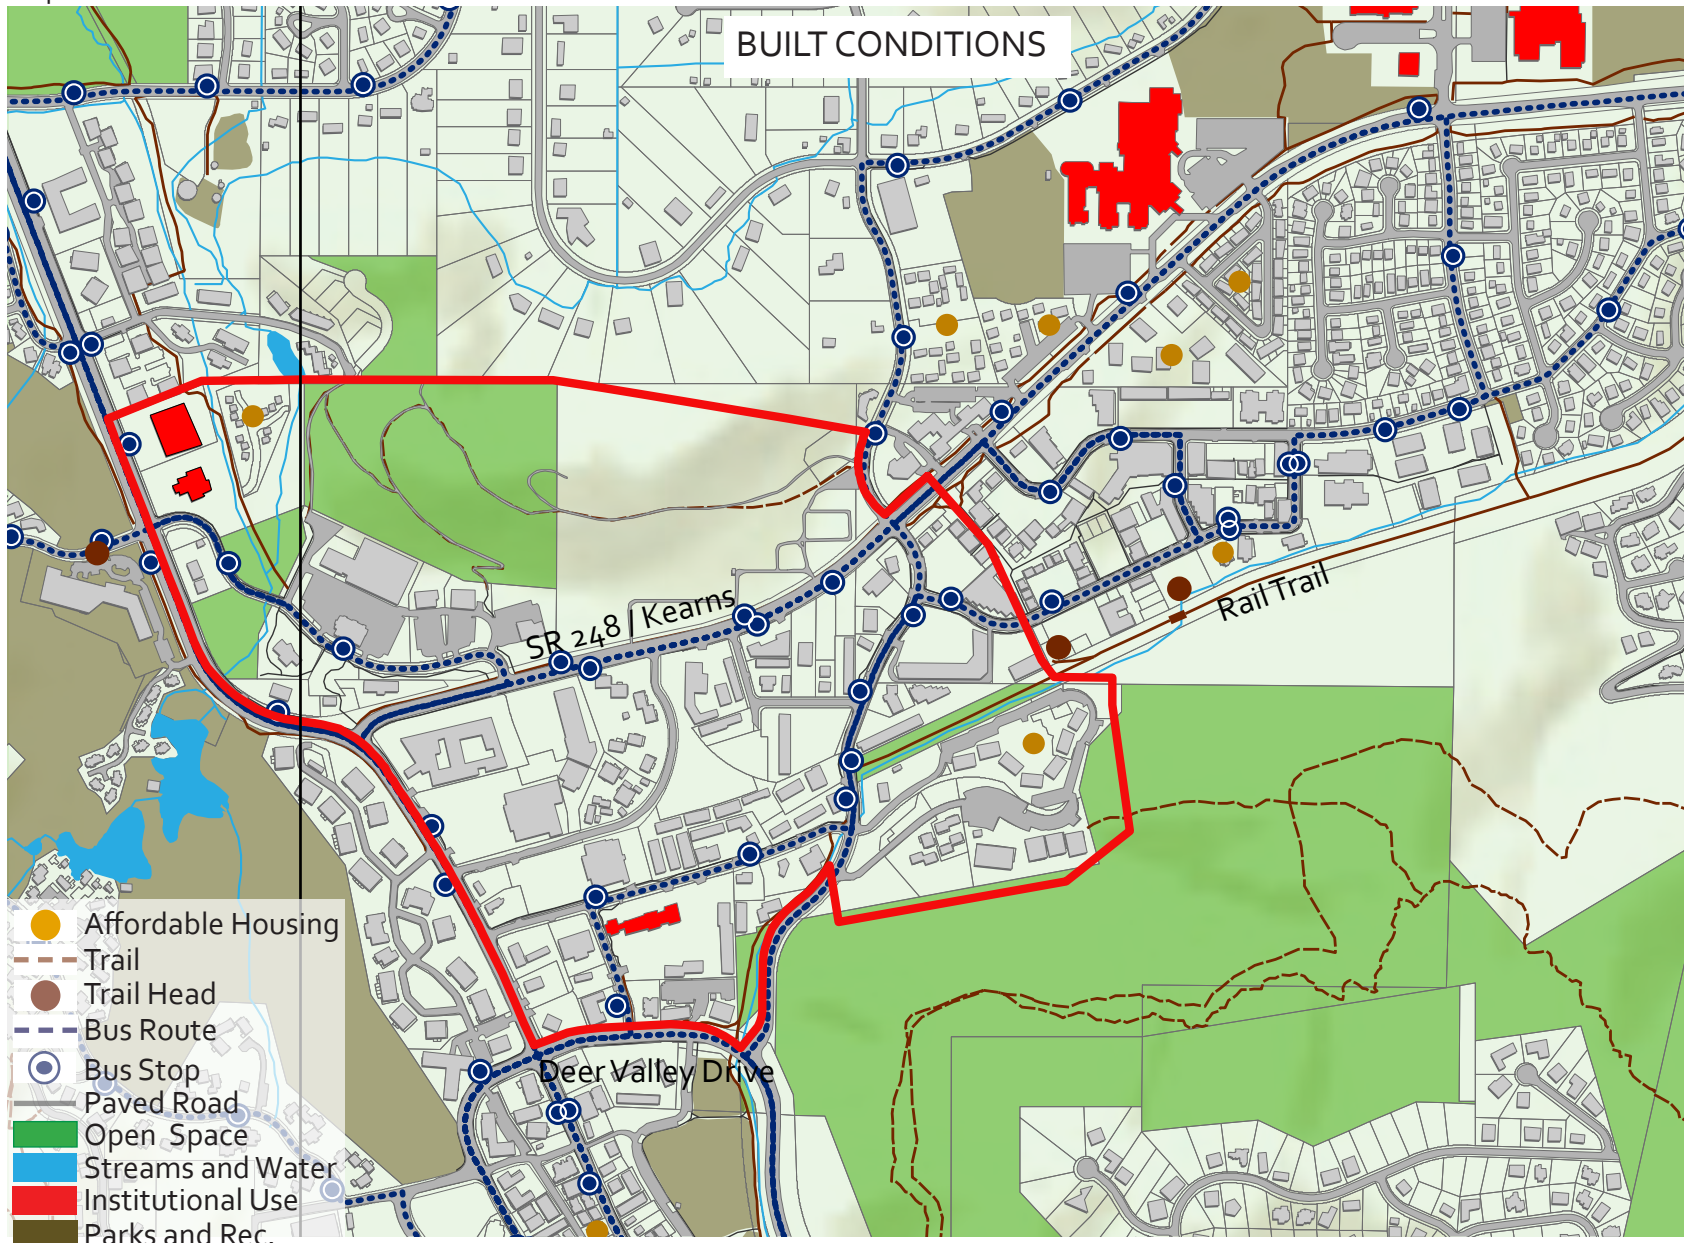 BUILT CONDITIONS
SR 248 / Kearns
Rail Trail
Deer Valley Drive
Affordable Housing
Trail
Trail Head
Bus Route
Bus Stop
Paved Road
Open Space
Streams and Water
Institutional Use
Parks and Rec.